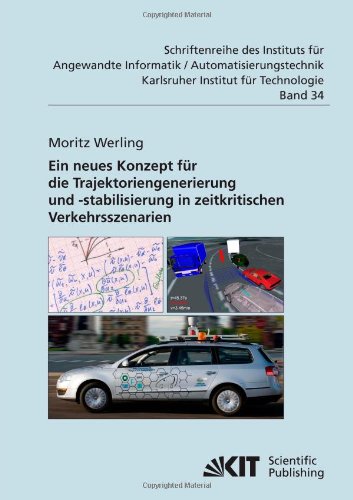 Copyrighted Material
Schriftenreihe des Instituts für
Angewandte Informatik / Automatisierungstechnik
Karlsruher Institut für Technologie
Band 34
Moritz Werling
Ein neues Konzept für
die Trajektoriengenerierung
und -stabilisierung in zeitkritischen
Verkehrsszenarien
KIT Scientific
Publishing
Copyrighted Material